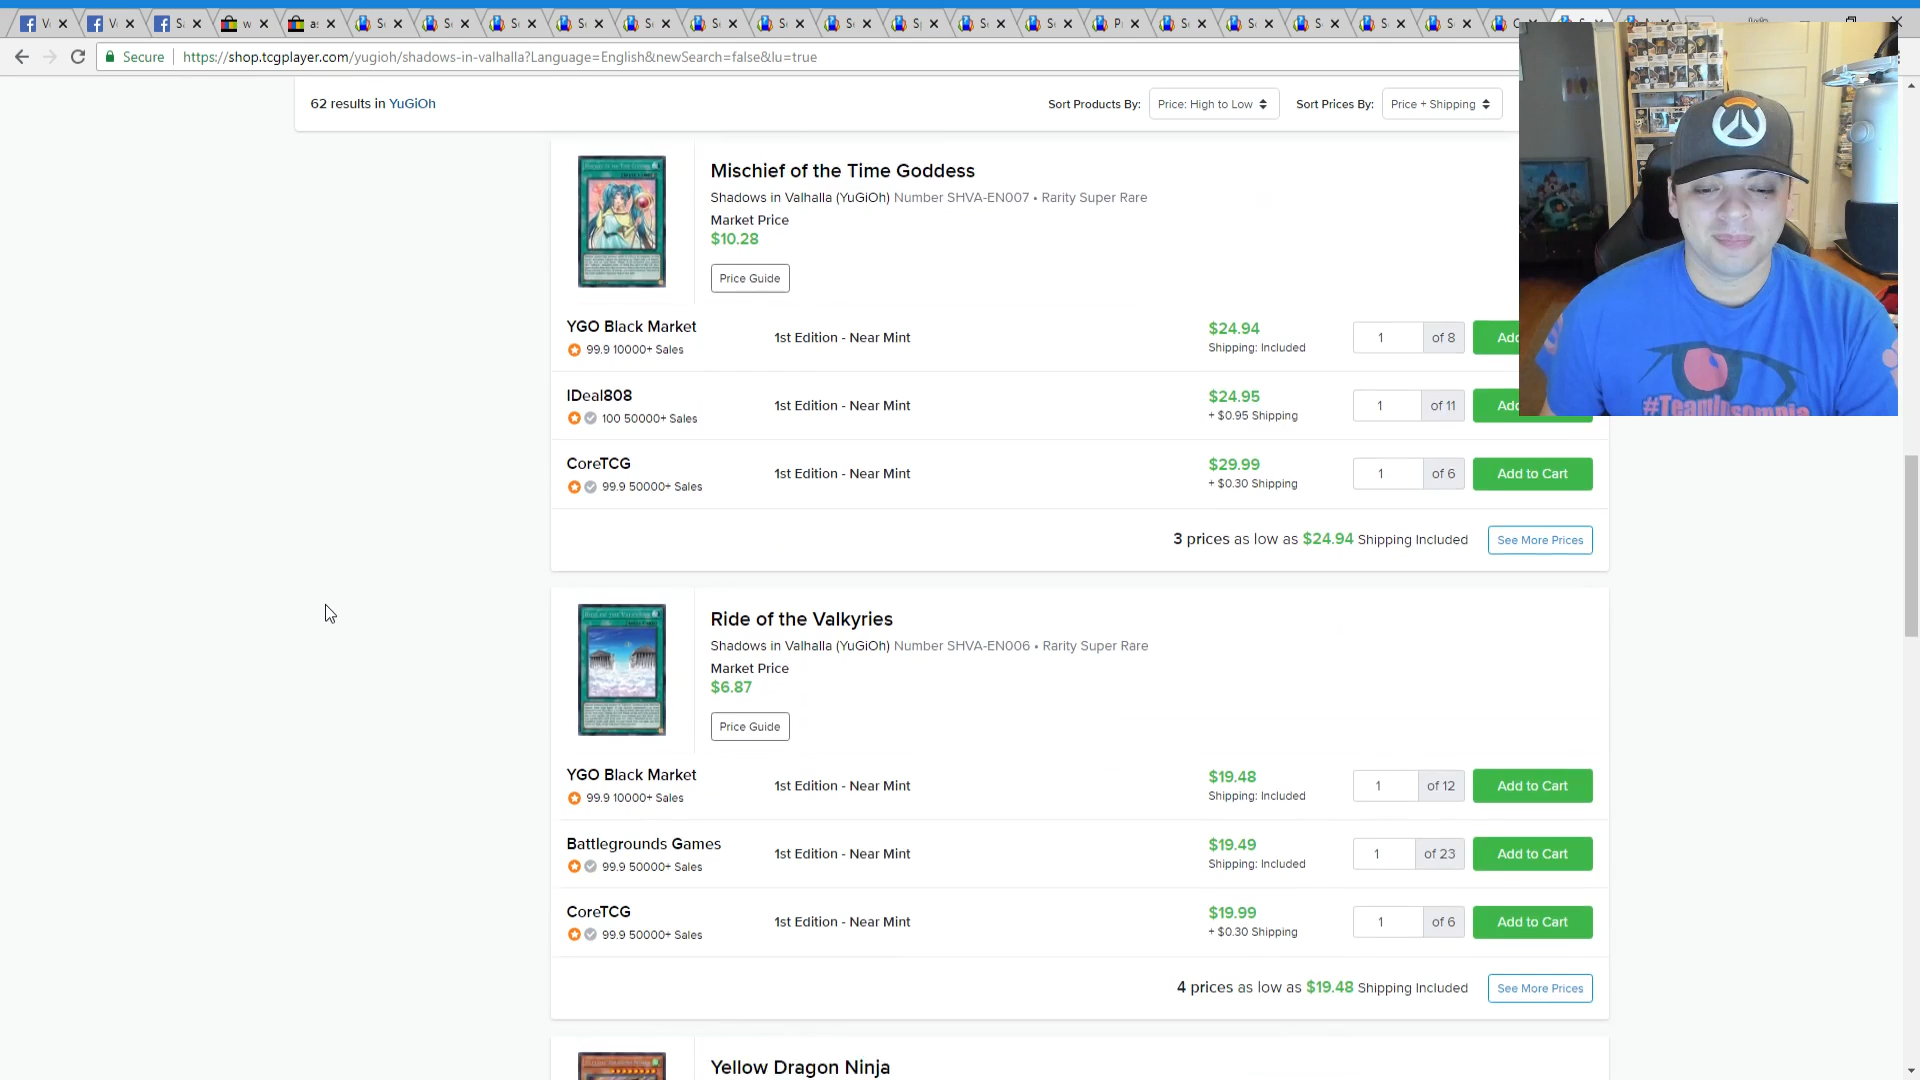 Secure
https://shop.tcgplayer.com/yugioh/shadows-in-valhalla?Language=English&newSearch=false&lu=true
62 results in YuGiOh
Sort Products By:
Price: High to Low
Sort Prices By:
Price + Shipping
Mischief of the Time Goddess
Shadows in Valhalla (YuGiOh) Number SHVA-EN007 • Rarity Super Rare
Market Price
$10.28
Price Guide
YGO Black Market
99.9 10000+ Sales
1st Edition - Near Mint
$24.94
Shipping: Included
1 of 8
IDeal808
100 50000+ Sales
1st Edition - Near Mint
$24.95
+ $0.95 Shipping
1 of 11
CoreTCG
99.9 50000+ Sales
1st Edition - Near Mint
$29.99
+ $0.30 Shipping
1 of 6
Add to Cart
3 prices as low as $24.94 Shipping Included
See More Prices
Ride of the Valkyries
Shadows in Valhalla (YuGiOh) Number SHVA-EN006 • Rarity Super Rare
Market Price
$6.87
Price Guide
YGO Black Market
99.9 10000+ Sales
1st Edition - Near Mint
$19.48
Shipping: Included
1 of 12
Add to Cart
Battlegrounds Games
99.9 50000+ Sales
1st Edition - Near Mint
$19.49
Shipping: Included
1 of 23
Add to Cart
CoreTCG
99.9 50000+ Sales
1st Edition - Near Mint
$19.99
+ $0.30 Shipping
1 of 6
Add to Cart
4 prices as low as $19.48 Shipping Included
See More Prices
Yellow Dragon Ninja
#TeamInsomnia